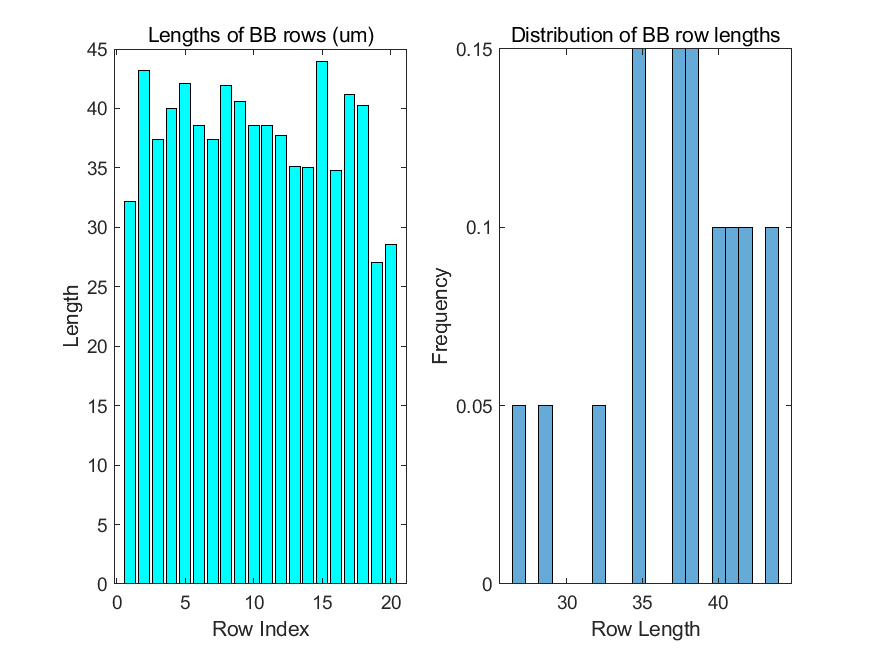 Lengths of BB rows (um)
45
40
35
30
25
20
15
10
5
0
Length
0 5 10 15 20
Row Index
Distribution of BB row lengths
0.15
0.1
0.05
0
Frequency
30 35 40
Row Length